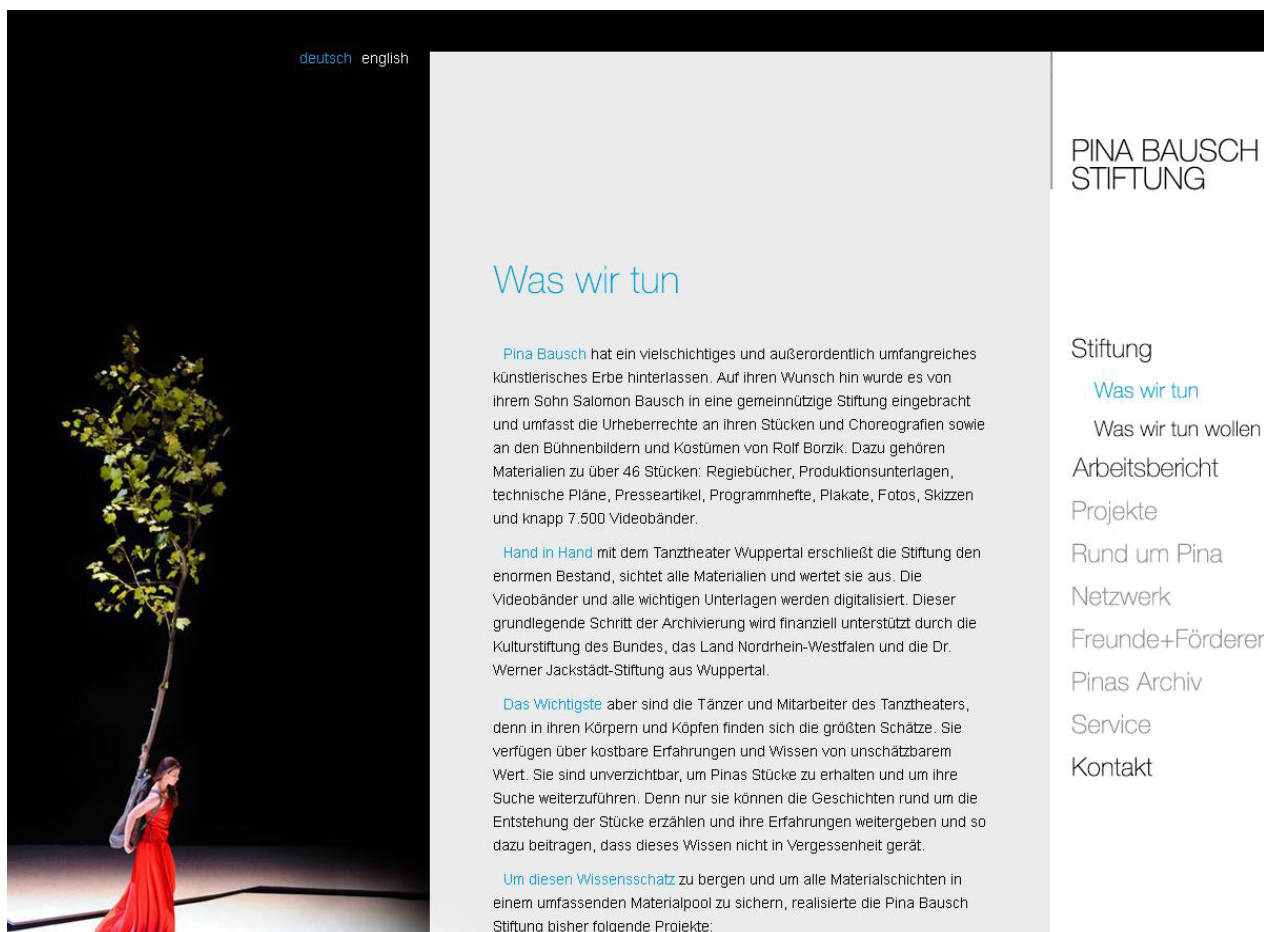 deutsch english
PINA BAUSCH
STIFTUNG
Was wir tun
Pina Bausch hat ein vielschichtiges und außerordentlich umfangreiches
künstlerisches Erbe hinterlassen. Auf ihren Wunsch hin wurde es von
ihrem Sohn Salomon Bausch in eine gemeinnützige Stiftung eingebracht
und umfasst die Urheberrechte an ihren Stücken und Choreografien sowie
an den Bühnenbildern und Kostümen von Rolf Borzik. Dazu gehören
Materialien zu über 46 Stücken: Regiebücher, Produktionsunterlagen,
technische Pläne, Presseartikel, Programmhefte, Plakate, Fotos, Skizzen
und knapp 7.500 Videobänder.
Hand in Hand mit dem Tanztheater Wuppertal erschließt die Stiftung den
enormen Bestand, sichtet alle Materialien und wertet sie aus. Die
Videobänder und alle wichtigen Unterlagen werden digitalisiert. Dieser
grundlegende Schritt der Archivierung wird finanziell unterstützt durch die
Kulturstiftung des Bundes, das Land Nordrhein-Westfalen und die Dr.
Werner Jackstädt-Stiftung aus Wuppertal.
Das Wichtigste aber sind die Tänzer und Mitarbeiter des Tanztheaters,
denn in ihren Körpern und Köpfen finden sich die größten Schätze. Sie
verfügen über kostbare Erfahrungen und Wissen von unschätzbarem
Wert. Sie sind unverzichtbar, um Pinas Stücke zu erhalten und um ihre
Suche weiterzuführen. Denn nur sie können die Geschichten rund um die
Entstehung der Stücke erzählen und ihre Erfahrungen weitergeben und so
dazu beitragen, dass dieses Wissen nicht in Vergessenheit gerät.
Um diesen Wissensschatz zu bergen und um alle Materialschichten in
einem umfassenden Materialpool zu sichern, realisierte die Pina Bausch
Stiftung bisher folgende Projekte:
Stiftung
Was wir tun
Was wir tun wollen
Arbeitsbericht
Projekte
Rund um Pina
Netzwerk
Freunde+Förderer
Pinas Archiv
Service
Kontakt